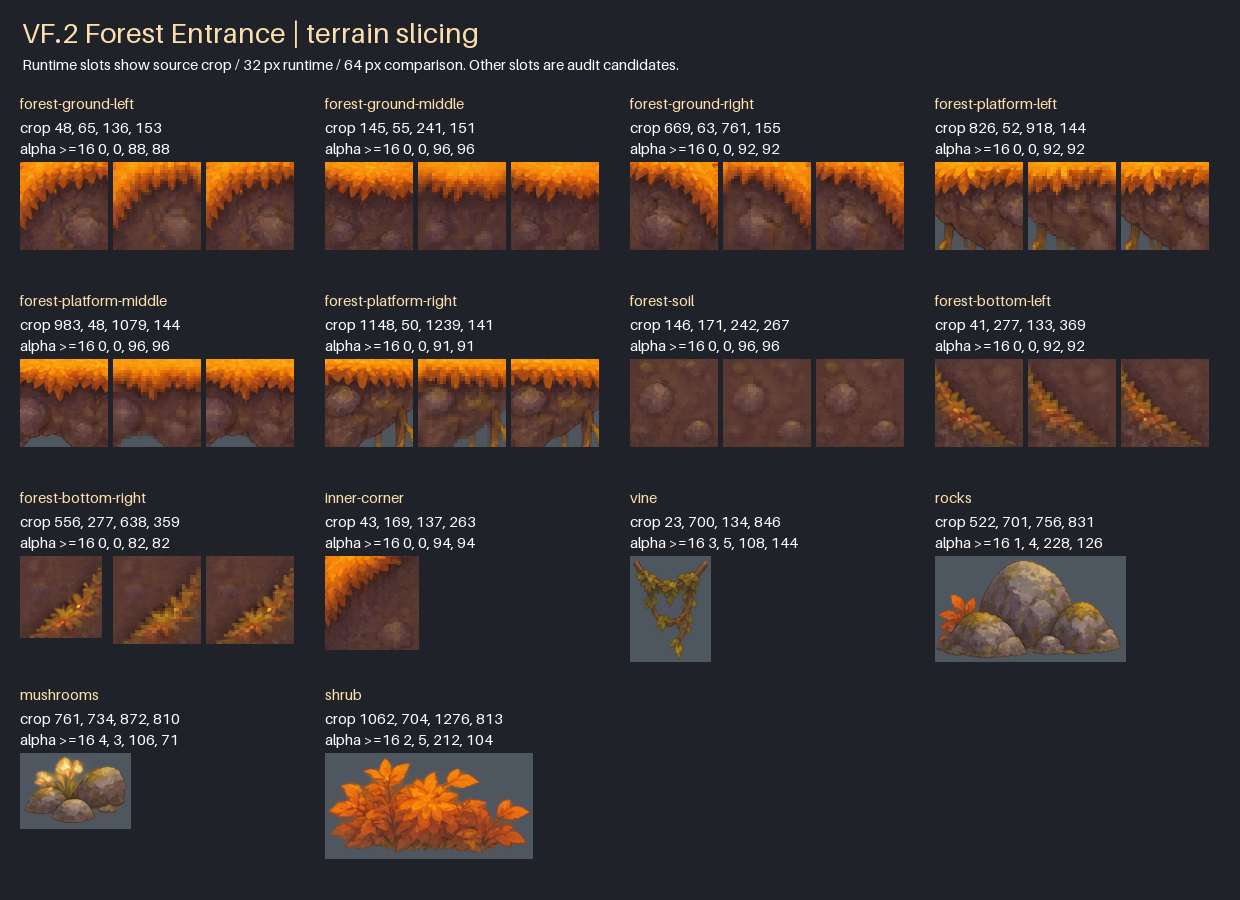 VF.2 Forest Entrance | terrain slicing
Runtime slots show source crop / 32 px runtime / 64 px comparison. Other slots are audit candidates.
forest-ground-left
crop 48, 65, 136, 153
alpha >=16 0, 0, 88, 88
forest-ground-middle
crop 145, 55, 241, 151
alpha >=16 0, 0, 96, 96
forest-ground-right
crop 669, 63, 761, 155
alpha >=16 0, 0, 92, 92
forest-platform-left
crop 826, 52, 918, 144
alpha >=16 0, 0, 92, 92
forest-platform-middle
crop 983, 48, 1079, 144
alpha >=16 0, 0, 96, 96
forest-platform-right
crop 1148, 50, 1239, 141
alpha >=16 0, 0, 91, 91
forest-soil
crop 146, 171, 242, 267
alpha >=16 0, 0, 96, 96
forest-bottom-left
crop 41, 277, 133, 369
alpha >=16 0, 0, 92, 92
forest-bottom-right
crop 556, 277, 638, 359
alpha >=16 0, 0, 82, 82
inner-corner
crop 43, 169, 137, 263
alpha >=16 0, 0, 94, 94
vine
crop 23, 700, 134, 846
alpha >=16 3, 5, 108, 144
rocks
crop 522, 701, 756, 831
alpha >=16 1, 4, 228, 126
mushrooms
crop 761, 734, 872, 810
alpha >=16 4, 3, 106, 71
shrub
crop 1062, 704, 1276, 813
alpha >=16 2, 5, 212, 104